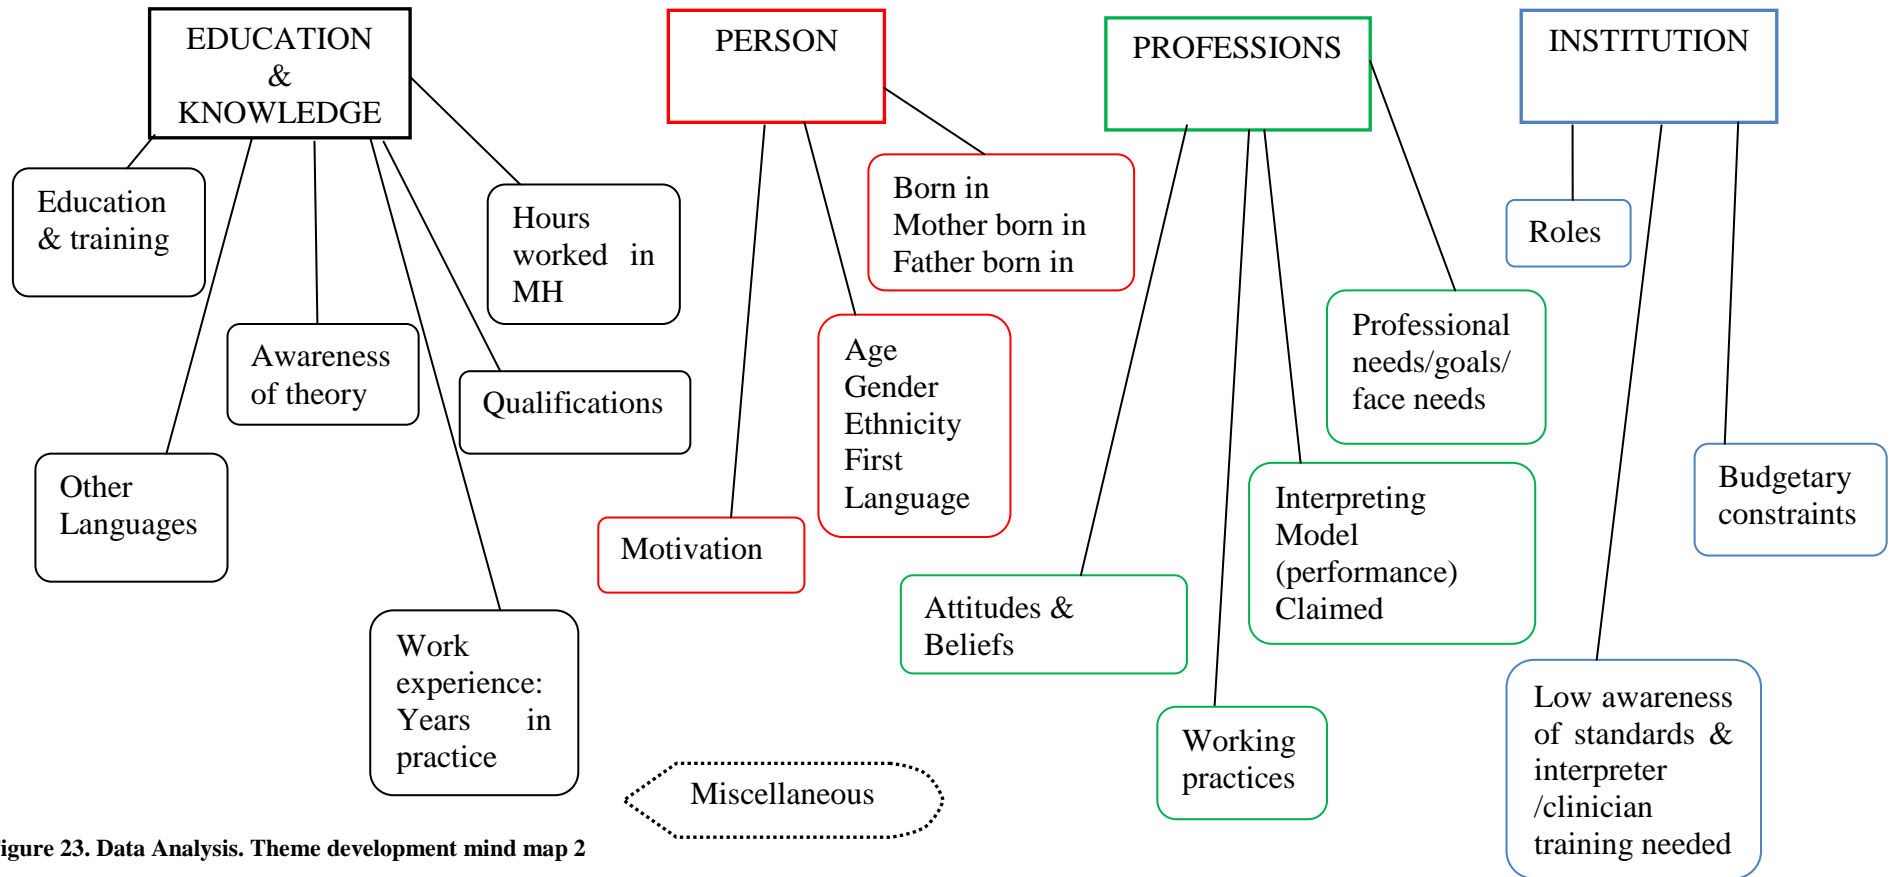 EDUCATION
&
KNOWLEDGE
PERSON
PROFESSIONS
INSTITUTION
Education
& training
Hours
worked in
MH
Born in
Mother born in
Father born in
Roles
Awareness
of theory
Qualifications
Age
Gender
Ethnicity
First
Language
Professional
needs/goals/
face needs
Other
Languages
Motivation
Interpreting
Model
(performance)
Claimed
Budgetary
constraints
Attitudes &
Beliefs
Work
experience:
Years in
practice
Working
practices
Low awareness
of standards &
interpreter
/clinician
training needed
Miscellaneous
igure 23. Data Analysis. Theme development mind map 2